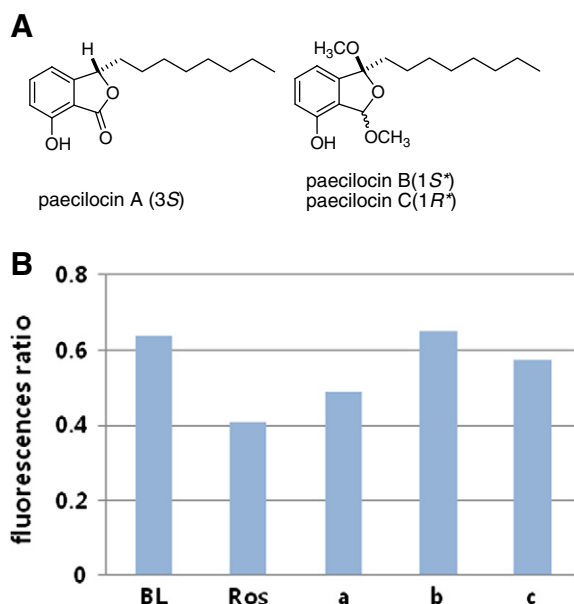 A
H
H₃CO
O
O
O
OH
OCH₃
OH
paecilocin A (3S)
paecilocin B(1S*)
paecilocin C(1R*)
B
fluorescences ratio
0.8
0.6
0.4
0.2
0
BL Ros a b c